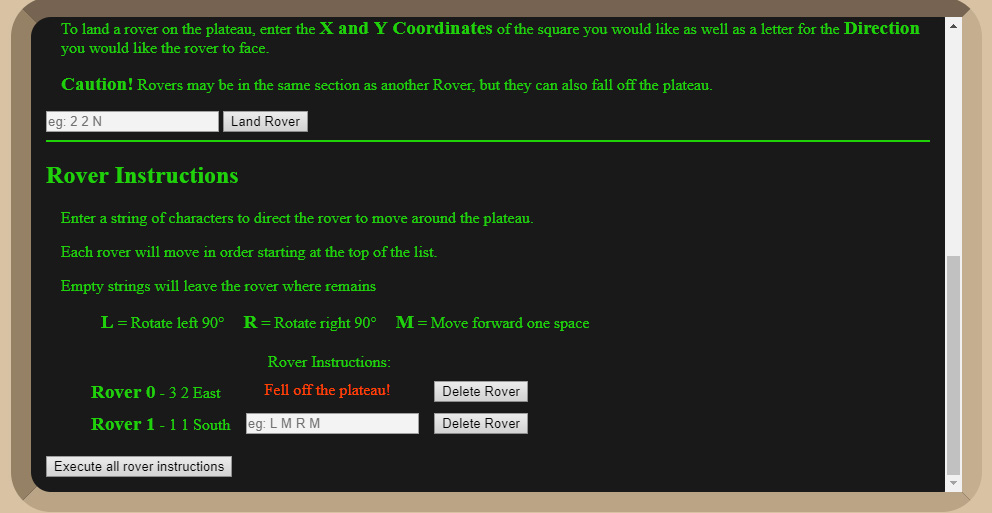 To land a rover on the plateau, enter the X and Y Coordinates of the square you would like as well as a letter for the Direction
you would like the rover to face.
Caution! Rovers may be in the same section as another Rover, but they can also fall off the plateau.
eg: 2 2 N Land Rover
Rover Instructions
Enter a string of characters to direct the rover to move around the plateau.
Each rover will move in order starting at the top of the list.
Empty strings will leave the rover where remains
L = Rotate left 90° R = Rotate right 90° M = Move forward one space
Rover Instructions:
Rover 0 - 3 2 East Fell off the plateau! Delete Rover
Rover 1 - 1 1 South eg: L M R M Delete Rover
Execute all rover instructions